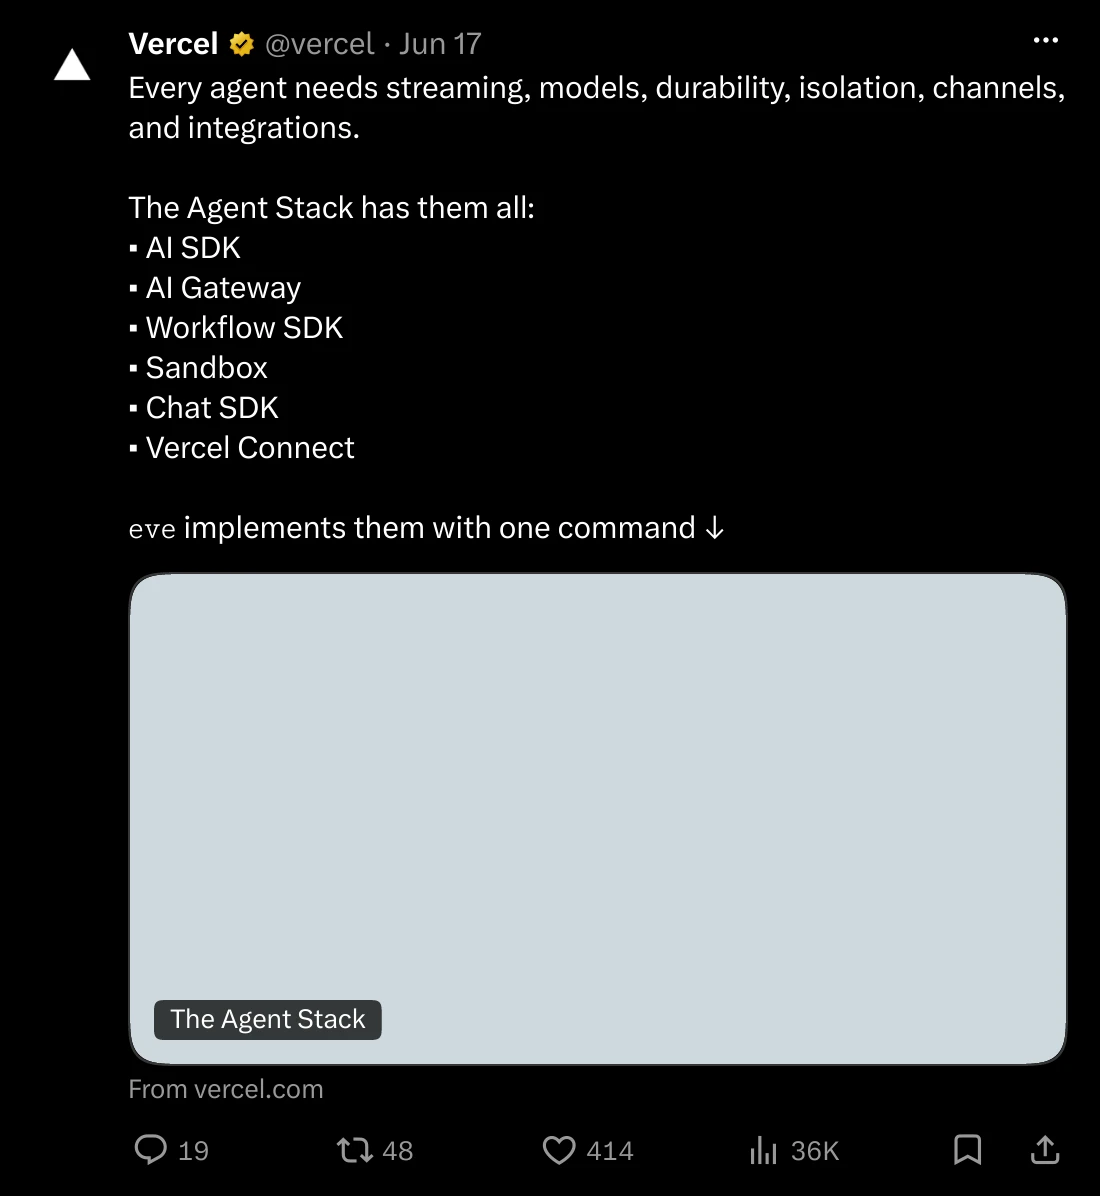 Vercel @vercel · Jun 17
Every agent needs streaming, models, durability, isolation, channels,
and integrations.
The Agent Stack has them all:
▪ AI SDK
▪ AI Gateway
▪ Workflow SDK
▪ Sandbox
▪ Chat SDK
▪ Vercel Connect
eve implements them with one command ↓
The Agent Stack
From vercel.com
19 48 414 36K